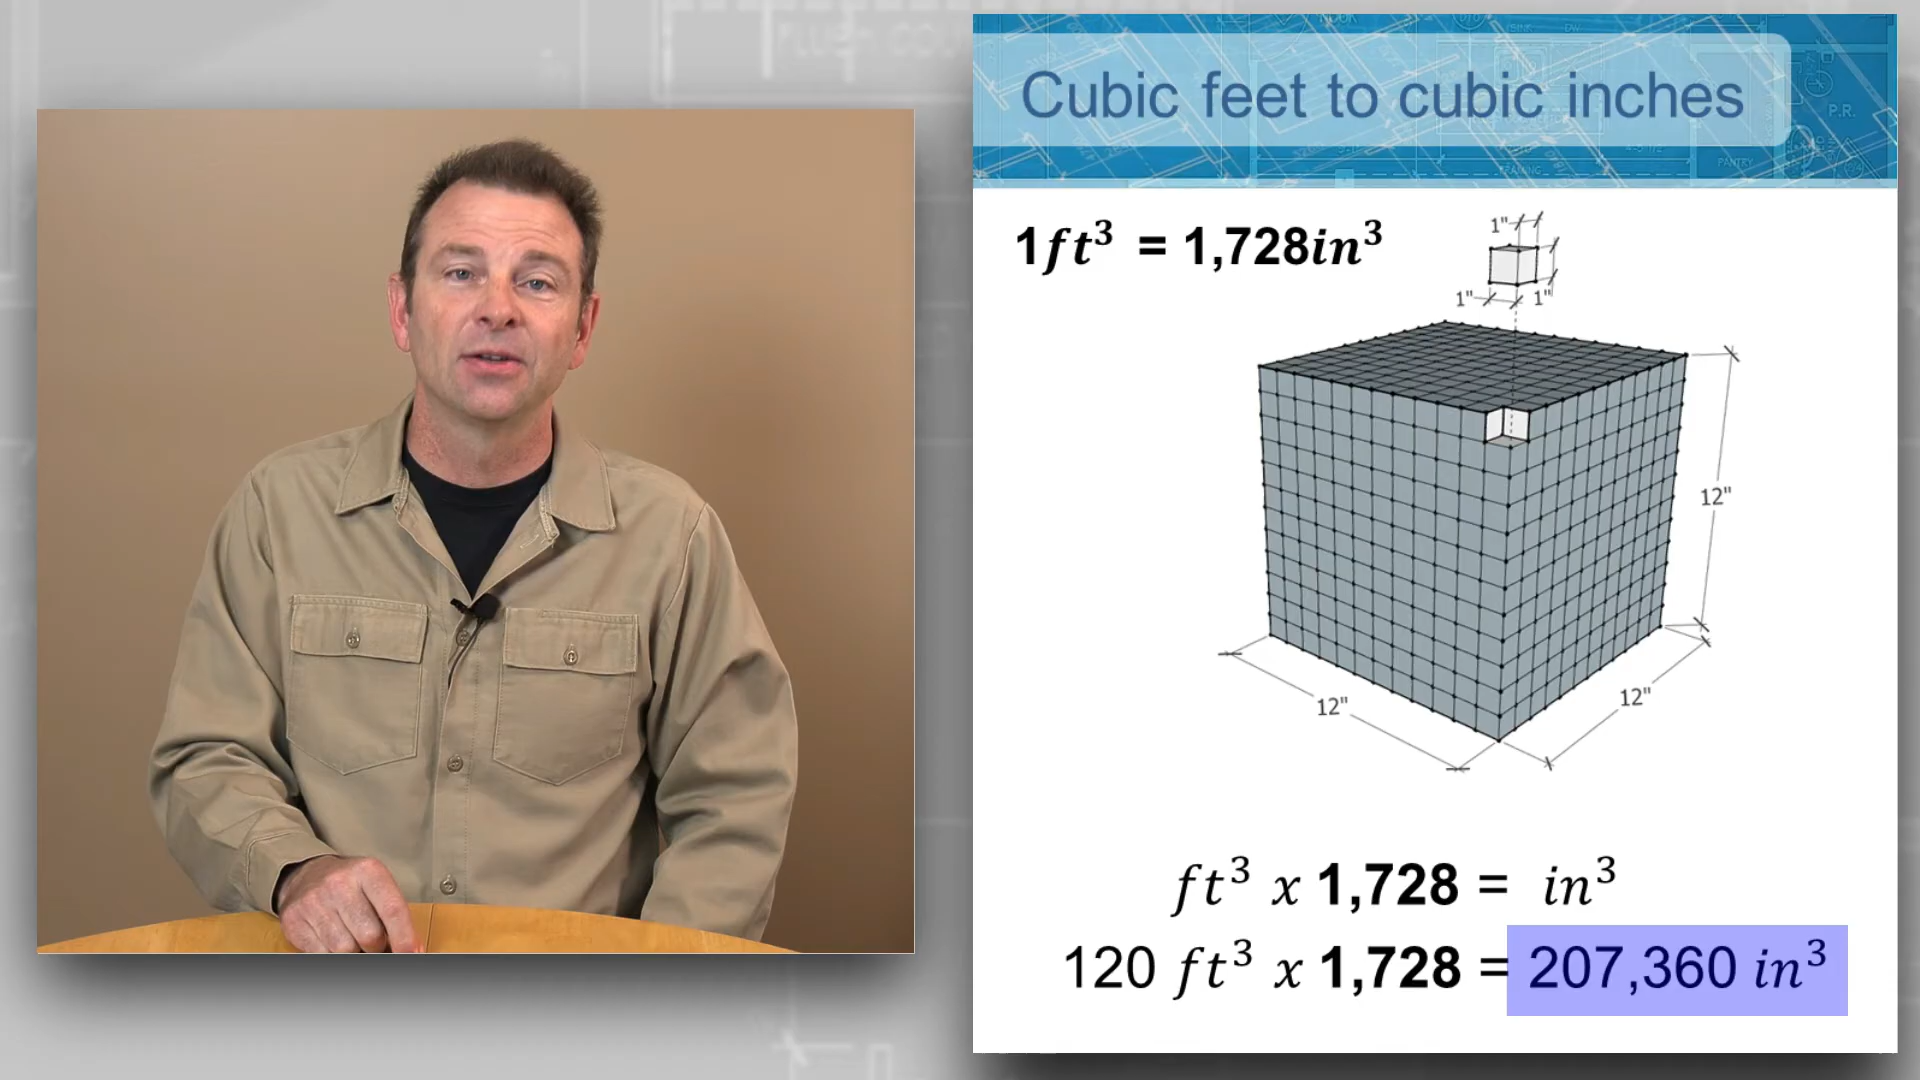 Cubic feet to cubic inches
P.R.
PANTRY
1ft³ = 1,728in³
1"
1" 1"
12"
12" 12"
ft³ x 1,728 = in³
120 ft³ x 1,728 = 207,360 in³